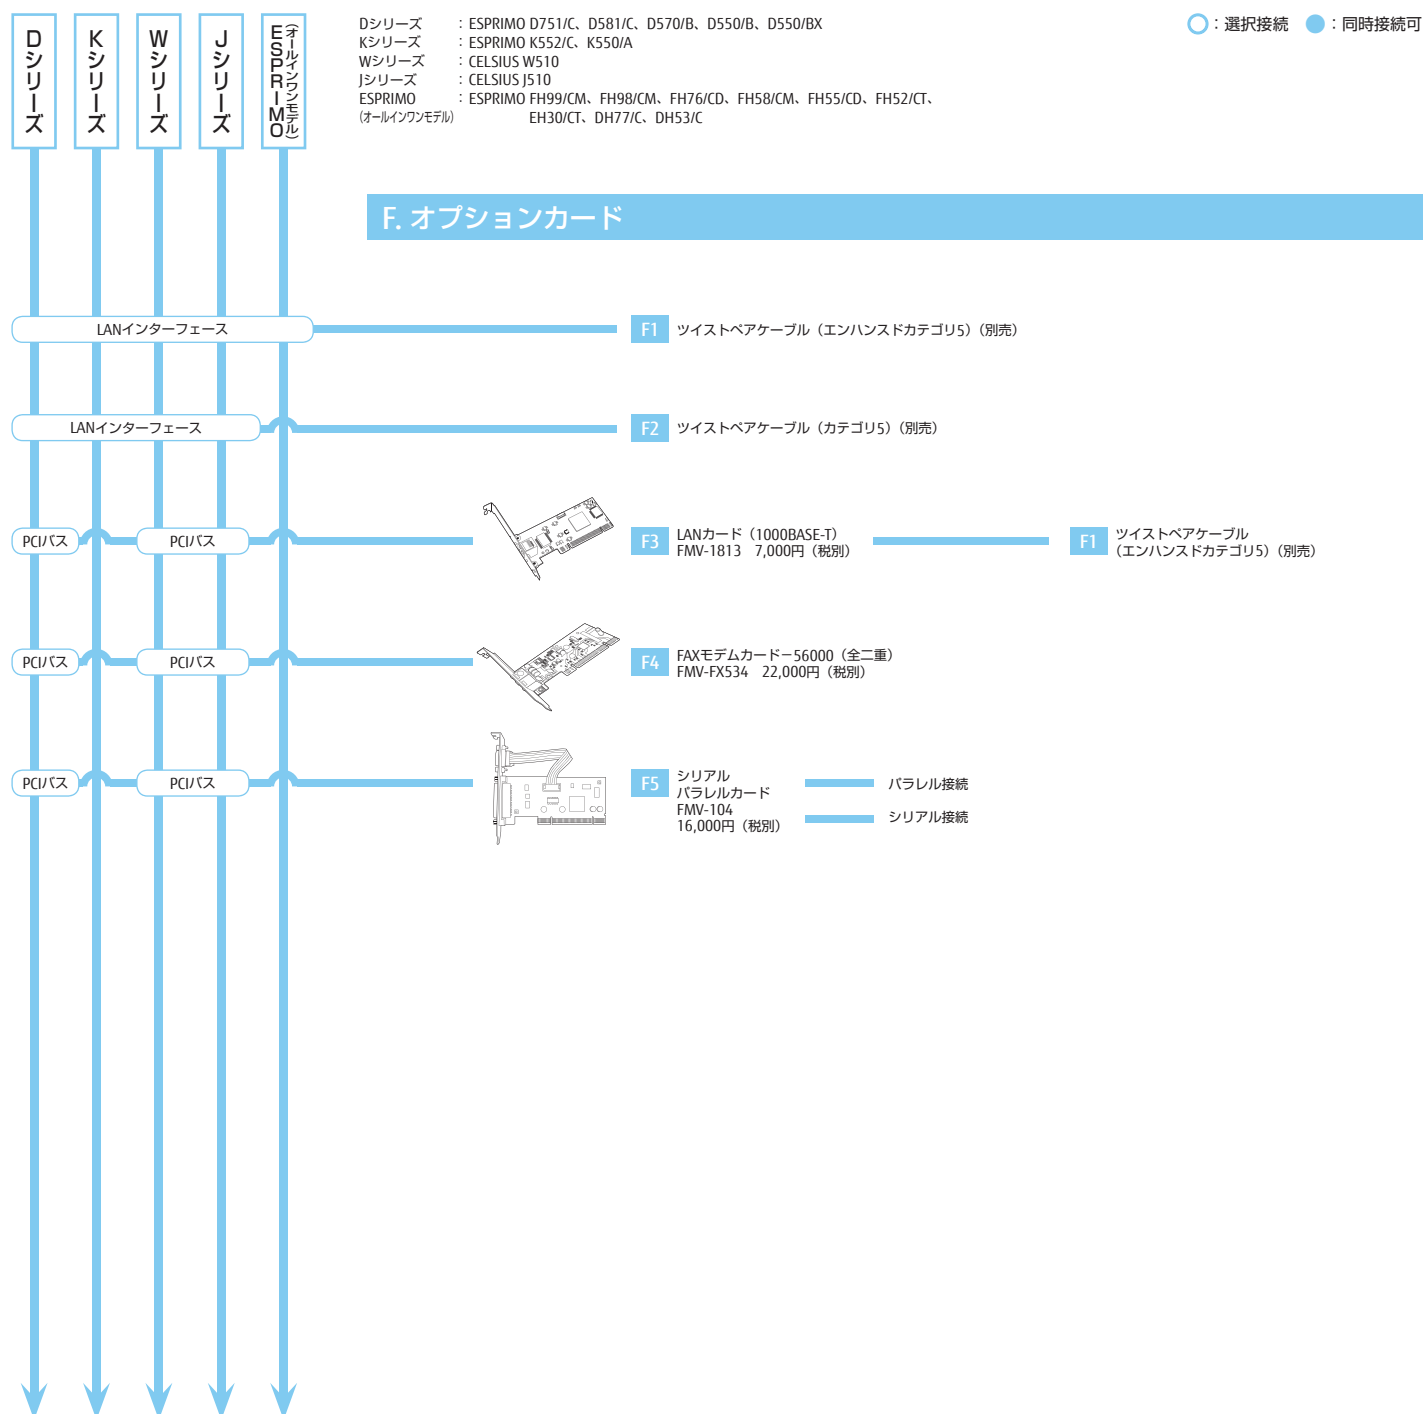 Dシリーズ
Kシリーズ
Wシリーズ
Jシリーズ
ESPRIMO
(オールインワンモデル)
Dシリーズ ：ESPRIMO D751/C、D581/C、D570/B、D550/B、D550/BX
Kシリーズ ：ESPRIMO K552/C、K550/A
Wシリーズ ：CELSIUS W510
Jシリーズ ：CELSIUS J510
ESPRIMO ：ESPRIMO FH99/CM、FH98/CM、FH76/CD、FH58/CM、FH55/CD、FH52/CT、
(オールインワンモデル) EH30/CT、DH77/C、DH53/C
：選択接続 ：同時接続可
F. オプションカード
LANインターフェース
F1 ツイストペアケーブル（エンハンスドカテゴリ5）（別売）
LANインターフェース
F2 ツイストペアケーブル（カテゴリ5）（別売）
PCIバス PCIバス
F3 LANカード（1000BASE-T）
FMV-1813 7,000円（税別）
F1 ツイストペアケーブル
（エンハンスドカテゴリ5）（別売）
PCIバス PCIバス
F4 FAXモデムカード－56000（全二重）
FMV-FX534 22,000円（税別）
PCIバス PCIバス
F5 シリアル
パラレルカード
FMV-104
16,000円（税別）
パラレル接続
シリアル接続